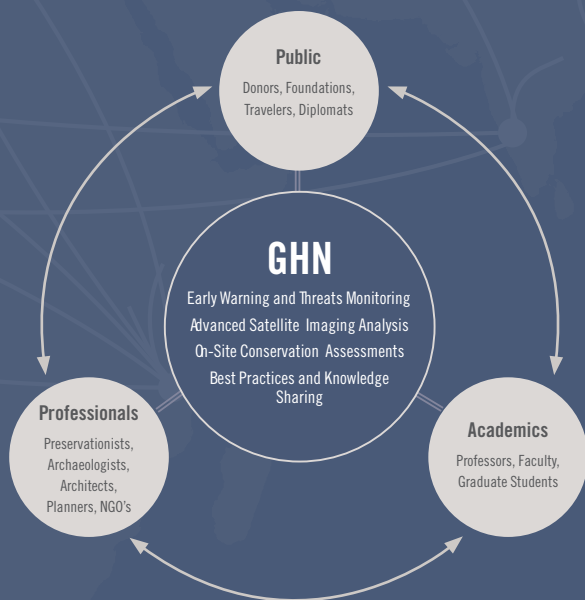 Public
Donors, Foundations,
Travelers, Diplomats
GHN
Early Warning and Threats Monitoring
Advanced Satellite Imaging Analysis
On-Site Conservation Assessments
Best Practices and Knowledge
Sharing
Professionals
Preservationists,
Archaeologists,
Architects,
Planners, NGO's
Academics
Professors, Faculty,
Graduate Students